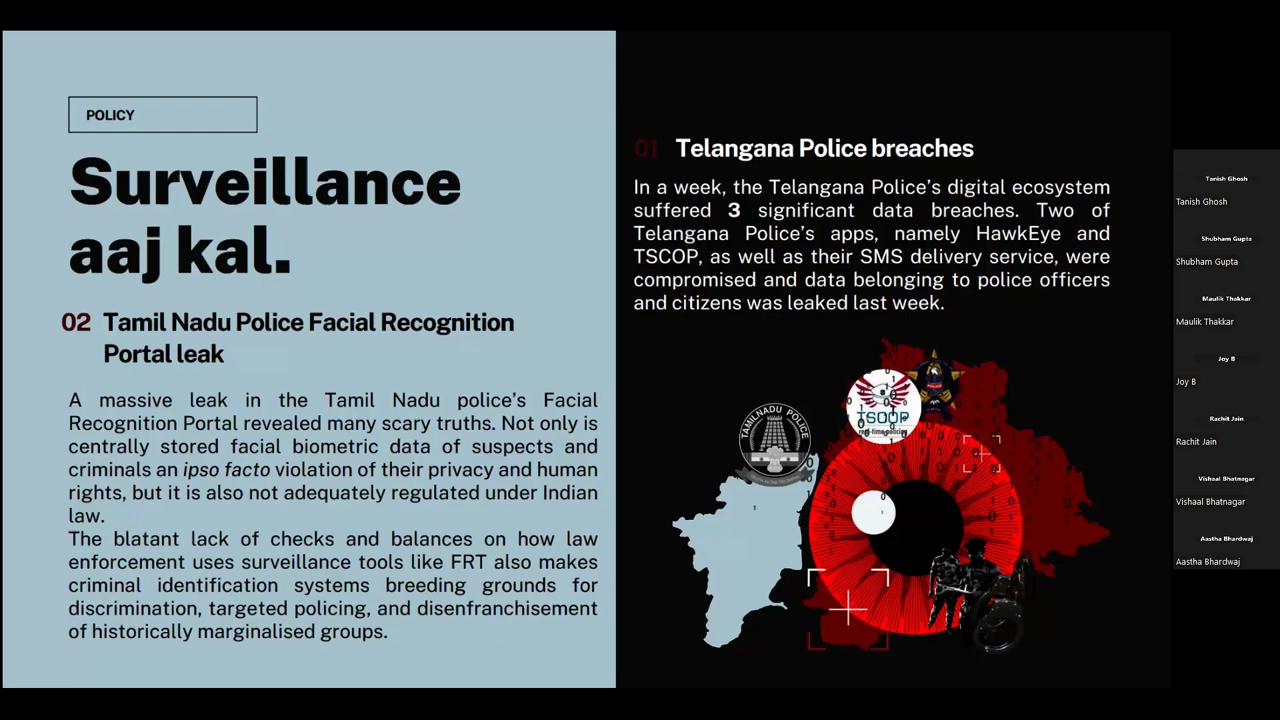 POLICY
Surveillance
aaj kal.
02 Tamil Nadu Police Facial Recognition
Portal leak
A massive leak in the Tamil Nadu police's Facial
Recognition Portal revealed many scary truths. Not only is
centrally stored facial biometric data of suspects and
criminals an ipso facto violation of their privacy and human
rights, but it is also not adequately regulated under Indian
law.
The blatant lack of checks and balances on how law
enforcement uses surveillance tools like FRT also makes
criminal identification systems breeding grounds for
discrimination, targeted policing, and disenfranchisement
of historically marginalised groups.
01 Telangana Police breaches
In a week, the Telangana Police's digital ecosystem
suffered 3 significant data breaches. Two of
Telangana Police's apps, namely HawkEye and
TSCOP, as well as their SMS delivery service, were
compromised and data belonging to police officers
and citizens was leaked last week.
TAMILNADU POLICE
TSCOP
Tanish Ghosh
Tanish Ghosh
Shubham Gupta
Shubham Gupta
Maulik Thakkar
Maulik Thakkar
Joy B
Joy B
Rachit Jain
Rachit Jain
Vishaal Bhatnagar
Vishaal Bhatnagar
Aastha Bhardwaj
Aastha Bhardwaj